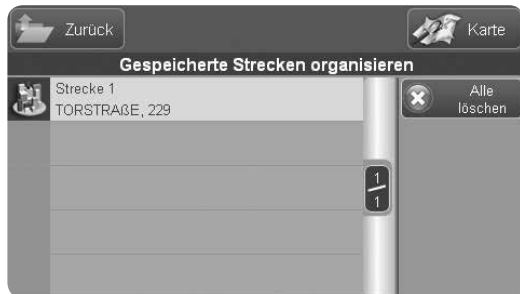 Zurück
Karte
Gespeicherte Strecken organisieren
Strecke 1
TORSTRAßE, 229
Alle
löschen
1
1